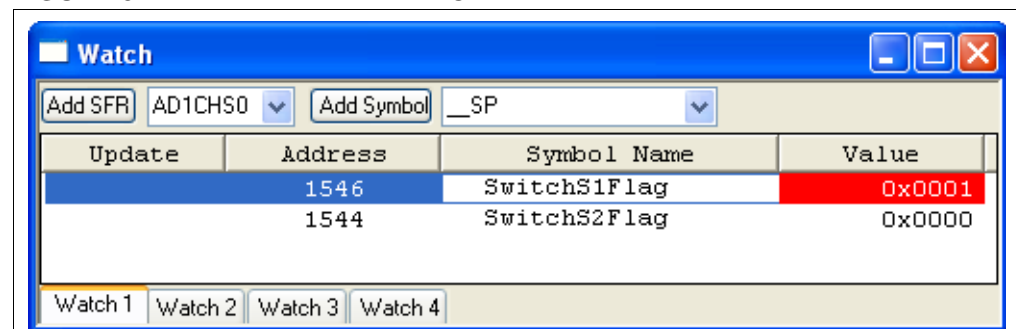 Watch
Add SFR AD1CHS0 Add Symbol __SP
Update Address Symbol Name Value
1546 SwitchS1Flag 0x0001
1544 SwitchS2Flag 0x0000
Watch 1 Watch 2 Watch 3 Watch 4